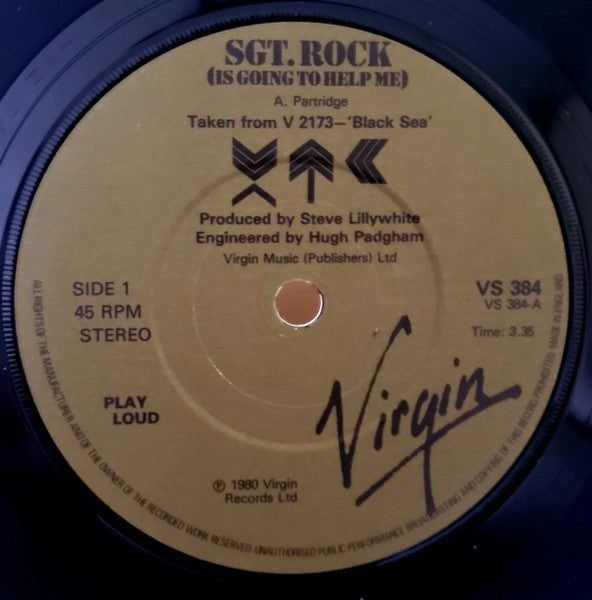 SGT. ROCK
(IS GOING TO HELP ME)
A. Partridge
Taken from V 2173—'Black Sea'
XTC
Produced by Steve Lillywhite
Engineered by Hugh Padgham
Virgin Music (Publishers) Ltd
SIDE 1
45 RPM
STEREO
VS 384
VS 384-A
Time: 3.35
PLAY
LOUD
Virgin
℗ 1980 Virgin
Records Ltd
ALL RIGHTS OF THE MANUFACTURER AND OF THE OWNER OF THE RECORDED WORK RESERVED UNAUTHORISED PUBLIC PERFORMANCE BROADCASTING AND COPYING OF THIS RECORD PROHIBITED MADE IN ENGLAND